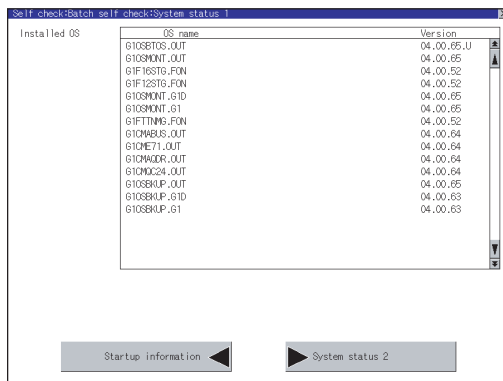 Self check:Batch self check:System status 1
Installed OS
OS name Version
G1OSBTOS.OUT 04.00.65.U
G1OSMONT.OUT 04.00.65
G1F16STG.FON 04.00.52
G1F12STG.FON 04.00.52
G1OSMONT.G1D 04.00.65
G1OSMONT.G1 04.00.65
G1FTTNMG.FON 04.00.52
G1CMABUS.OUT 04.00.64
G1CME71.OUT 04.00.64
G1CMAQDR.OUT 04.00.64
G1CMQC24.OUT 04.00.64
G1OSBKUP.OUT 04.00.65
G1OSBKUP.G1D 04.00.63
G1OSBKUP.G1 04.00.63
Startup information System status 2